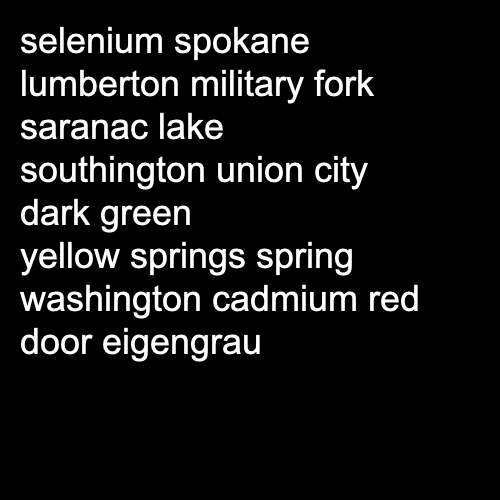 selenium spokane
lumberton military fork
saranac lake
southington union city
dark green
yellow springs spring
washington cadmium red
door eigengrau